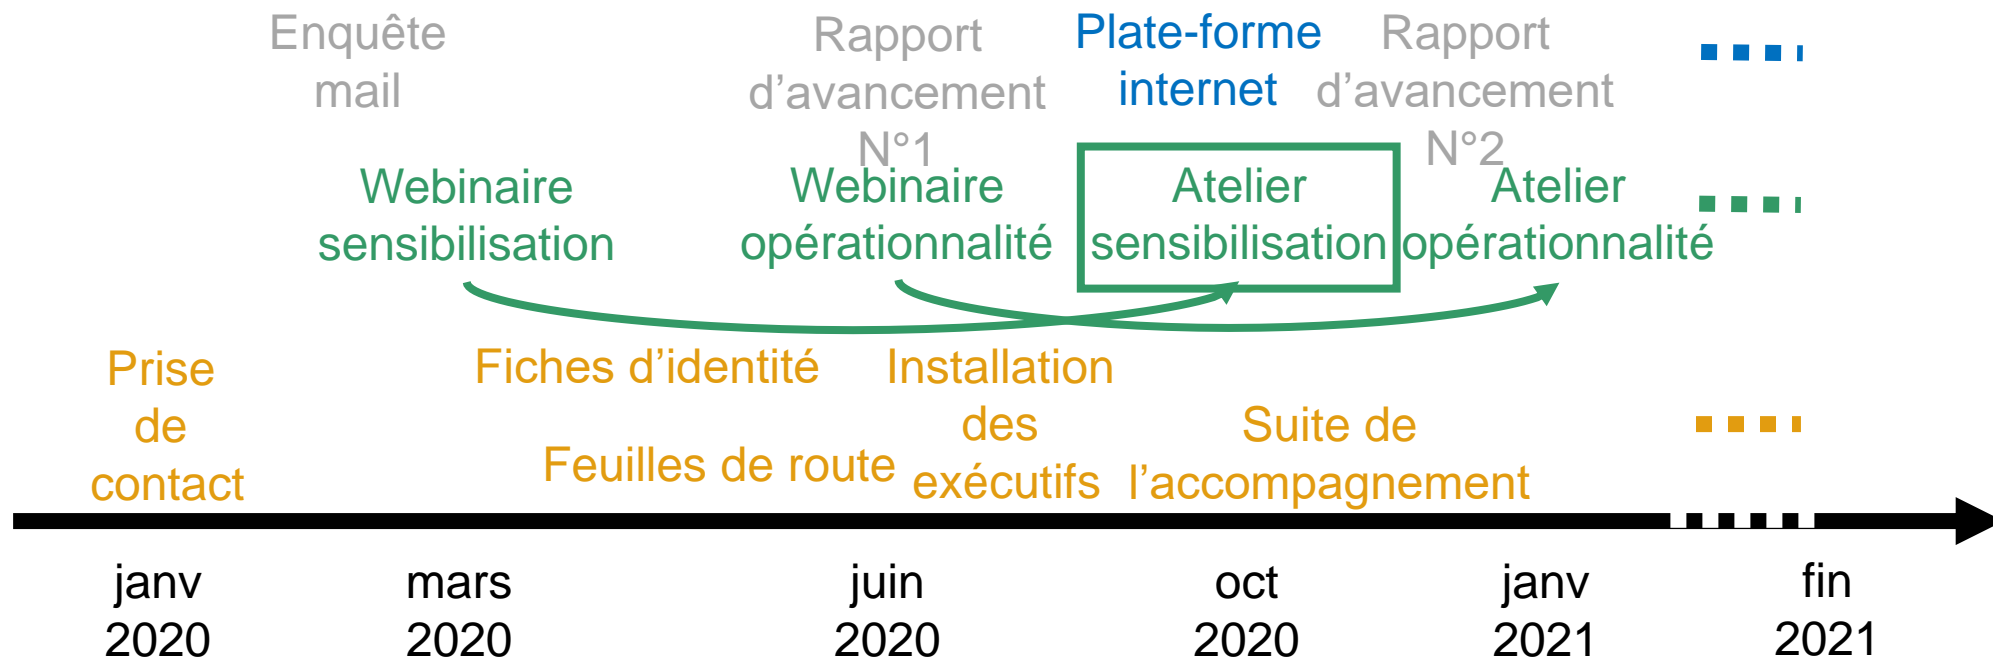 Enquête
mail
Rapport
d’avancement
N°1
Plate-forme
internet
Rapport
d’avancement
N°2
Webinaire
sensibilisation
Webinaire
opérationnalité
Atelier
sensibilisation
Atelier
opérationnalité
Prise
de
contact
Fiches d’identité
Feuilles de route
Installation
des
exécutifs
Suite de
l’accompagnement
janv
2020
mars
2020
juin
2020
oct
2020
janv
2021
fin
2021